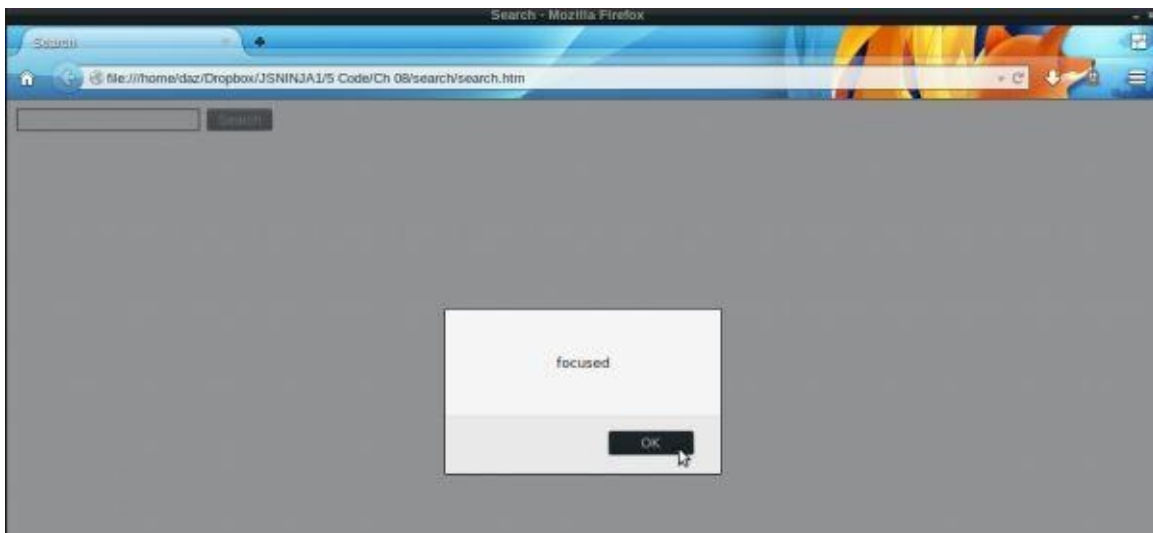 Search - Mozilla Firefox
Search
file:///home/daz/Dropbox/JSNINJA1/5 Code/Ch 08/search/search.htm
Search
focused
OK